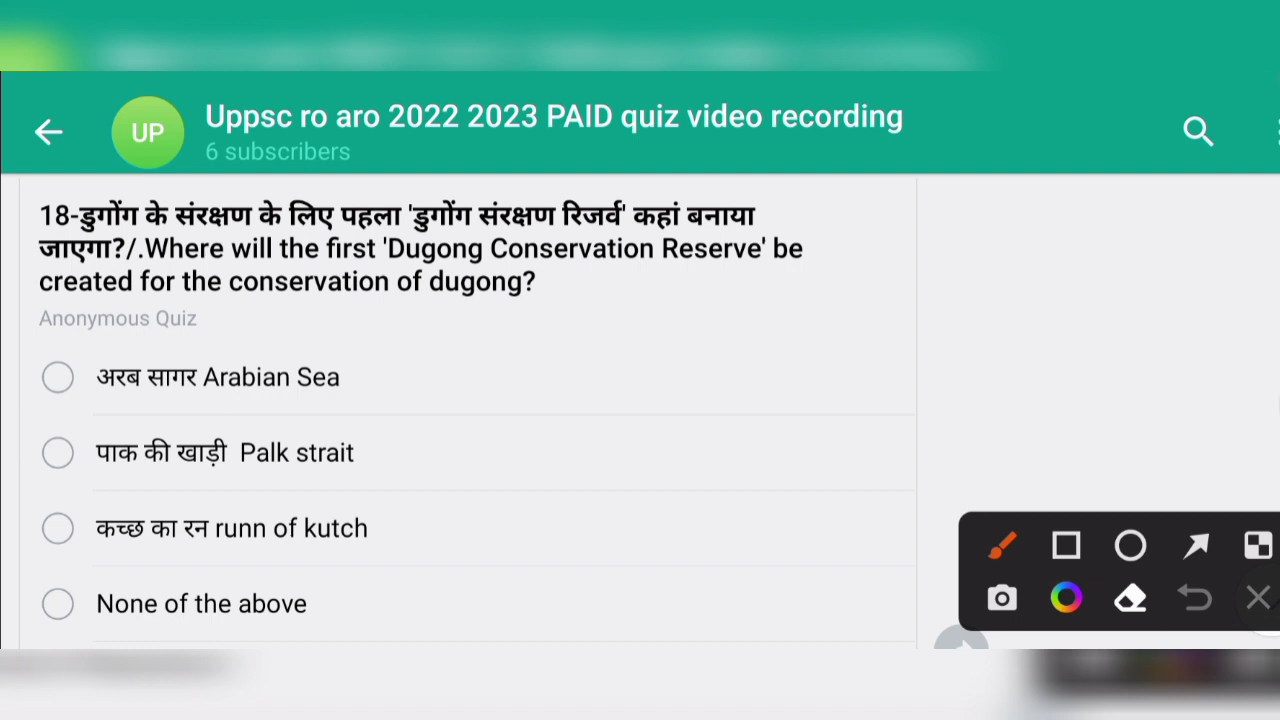 UP
Uppsc ro aro 2022 2023 PAID quiz video recording
6 subscribers
18-डुगोंग के संरक्षण के लिए पहला 'डुगोंग संरक्षण रिजर्व' कहां बनाया
जाएगा?/.Where will the first 'Dugong Conservation Reserve' be
created for the conservation of dugong?
Anonymous Quiz
अरब सागर Arabian Sea
पाक की खाड़ी Palk strait
कच्छ का रन runn of kutch
None of the above